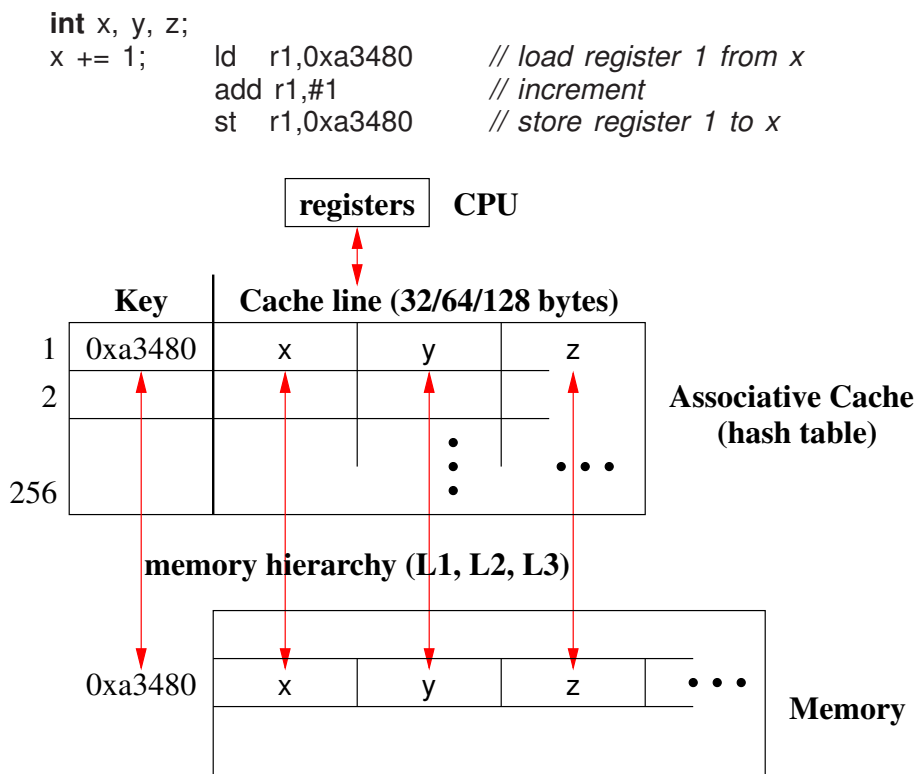 int x, y, z;
x += 1; ld r1,0xa3480 // load register 1 from x
add r1,#1 // increment
st r1,0xa3480 // store register 1 to x
registers CPU
Key Cache line (32/64/128 bytes)
1 0xa3480 x y z
2
Associative Cache
(hash table)
256
memory hierarchy (L1, L2, L3)
0xa3480 x y z
Memory